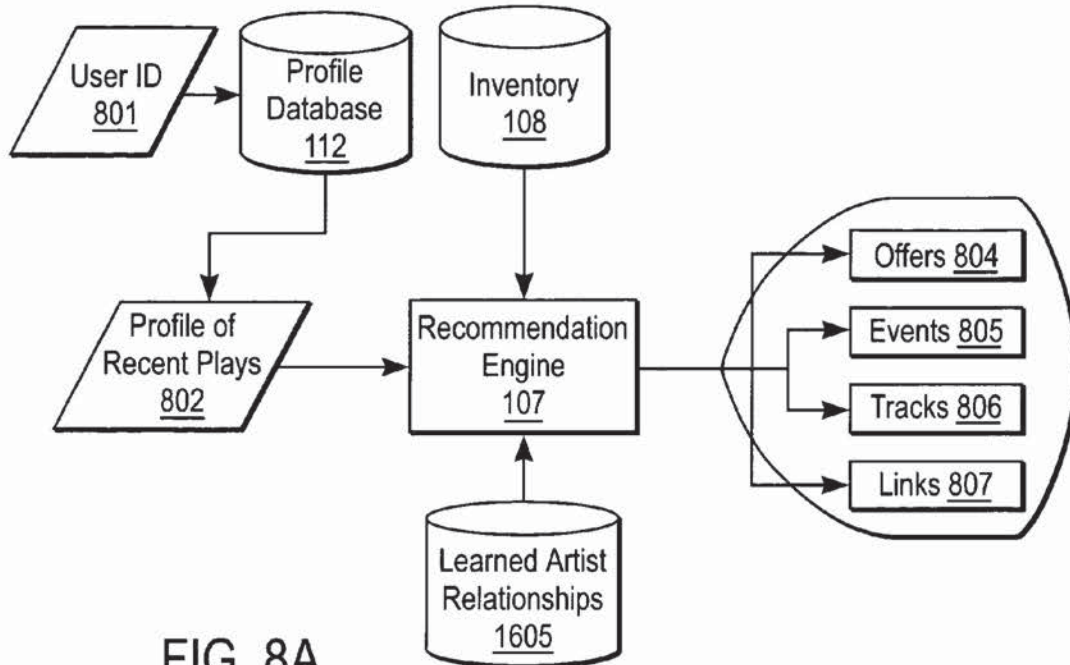 User ID
801
Profile
Database
112
Inventory
108
Profile of
Recent Plays
802
Recommendation
Engine
107
Offers 804
Events 805
Tracks 806
Links 807
Learned Artist
Relationships
1605
FIG. 8A